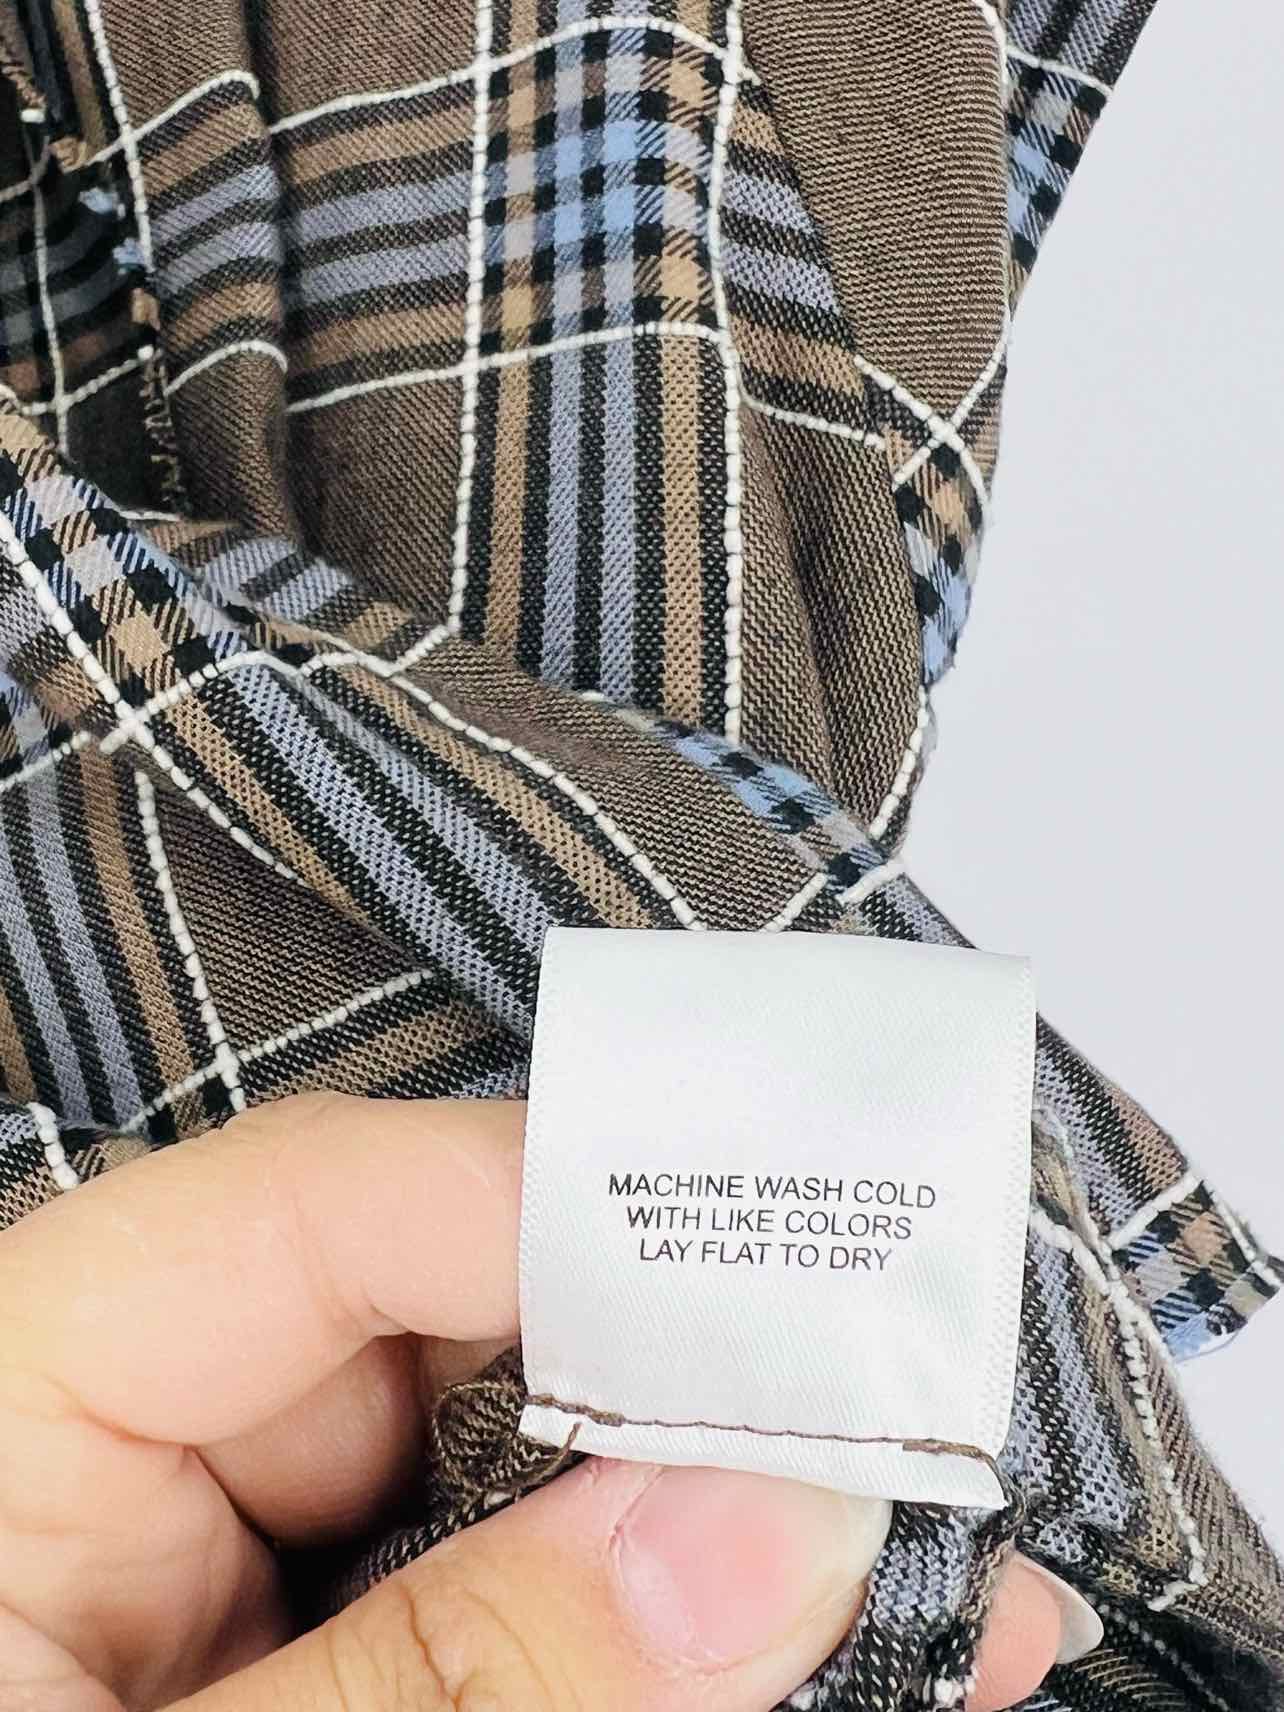 MACHINE WASH COLD
WITH LIKE COLORS
LAY FLAT TO DRY